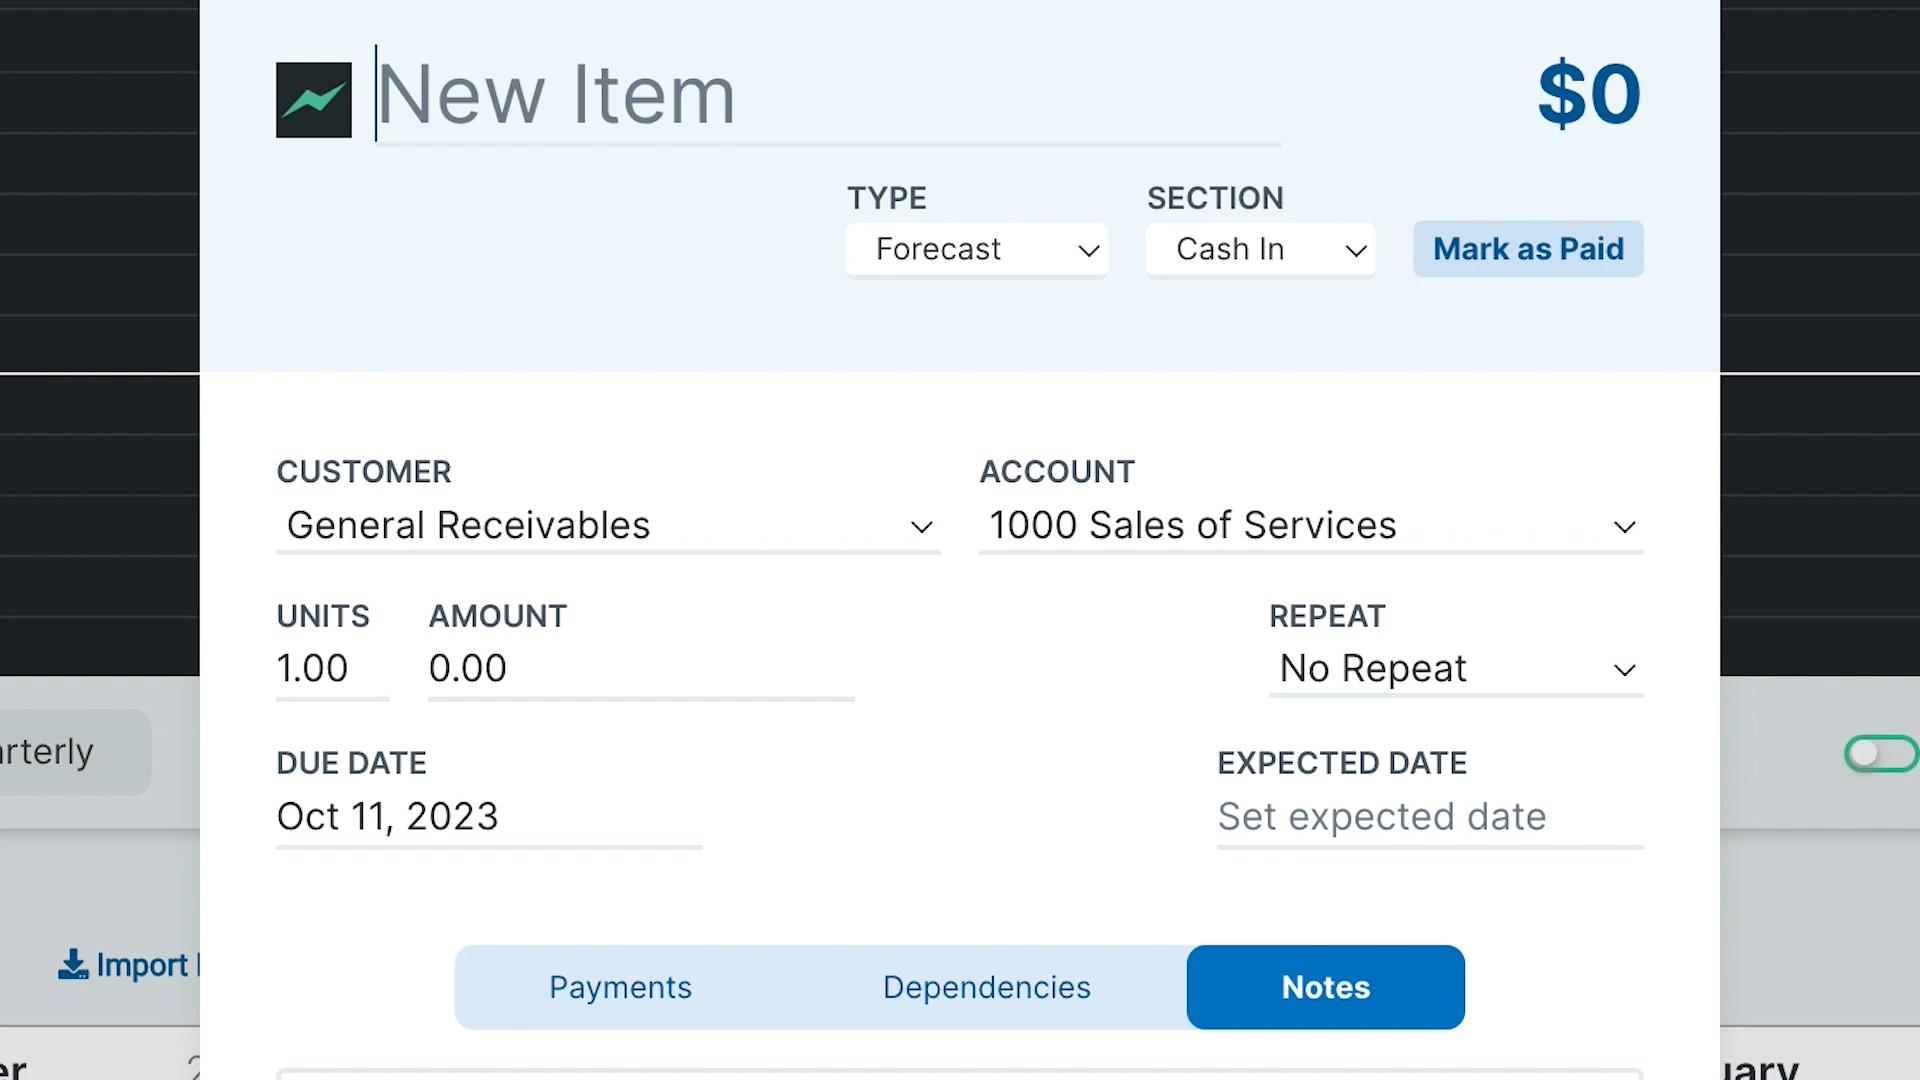 New Item
$0
TYPE
SECTION
Forecast
Cash In
Mark as Paid
CUSTOMER
ACCOUNT
General Receivables
1000 Sales of Services
UNITS
AMOUNT
REPEAT
1.00
0.00
No Repeat
arterly
DUE DATE
EXPECTED DATE
Oct 11, 2023
Set expected date
Import
Payments
Dependencies
Notes